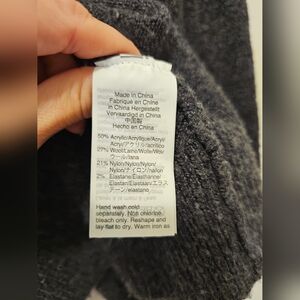 Made in China
Fabriqué en Chine
In China Hergestellt
Vervaardigd in China
中国製
Hecho en China
50% Acrylic/Acrylique/Acryl/
Acryl/アクリル/acrílico
27% Wool/Laine/Wolle/Wol/
ウール/lana
21% Nylon/Nylon/Nylon/
Nylon/ナイロン/nailon
2% Elastane/Elasthanne/
Elastan/Elastaan/エラス
テーン/elastano
Hand wash cold
separately. Non chlorine
bleach only. Reshape and
lay flat to dry. Warm iron as